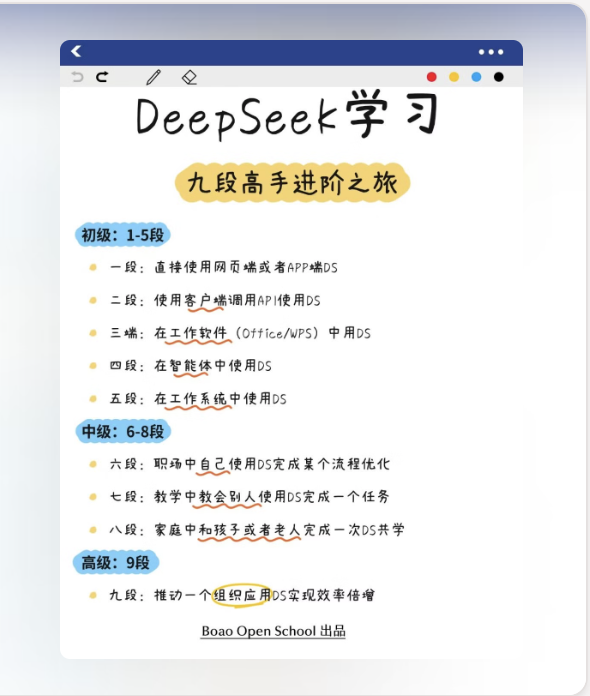 DeepSeek学习
九段高手进阶之旅
初级：1-5段
一段：直接使用网页端或者APP端DS
二段：使用客户端调用API使用DS
三端：在工作软件（Office/WPS）中用DS
四段：在智能体中使用DS
五段：在工作系统中使用DS
中级：6-8段
六段：职场中自己使用DS完成某个流程优化
七段：教学中教会别人使用DS完成一个任务
八段：家庭中和孩子或者老人完成一次DS共学
高级：9段
九段：推动一个组织应用DS实现效率倍增
Boao Open School 出品